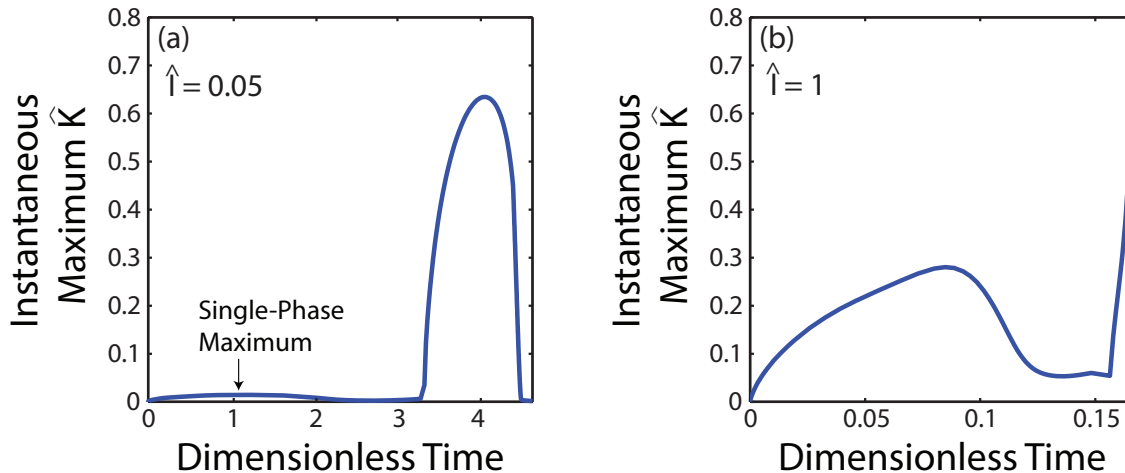 (a)
Î = 0.05
Instantaneous
Maximum K̂
0.8
0.7
0.6
0.5
0.4
0.3
0.2
0.1
0
Single-Phase
Maximum
0
1
2
3
4
Dimensionless Time
(b)
Î = 1
Instantaneous
Maximum K̂
0.8
0.7
0.6
0.5
0.4
0.3
0.2
0.1
0
0
0.05
0.1
0.15
Dimensionless Time